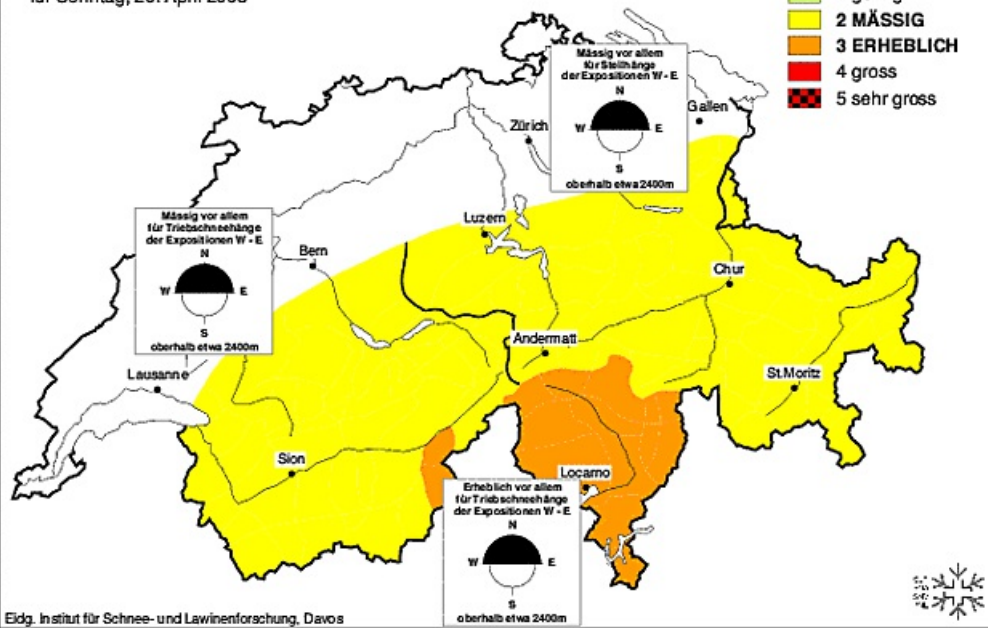 2 MÄSSIG
3 ERHEBLICH
4 gross
5 sehr gross
Mässig vor allem
für Steilhänge
der Expositionen W - E
N
W E
S
oberhalb etwa 2400m
Gallen
Zürich
Mässig vor allem
für Triebschneehänge
der Expositionen W - E
N
W E
S
oberhalb etwa 2400m
Luzern
Bern
Chur
Andermatt
Lausanne
St.Moritz
Sion
Locarno
Erheblich vor allem
für Triebschneehänge
der Expositionen W - E
N
W E
S
oberhalb etwa 2400m
Eidg. Institut für Schnee- und Lawinenforschung, Davos